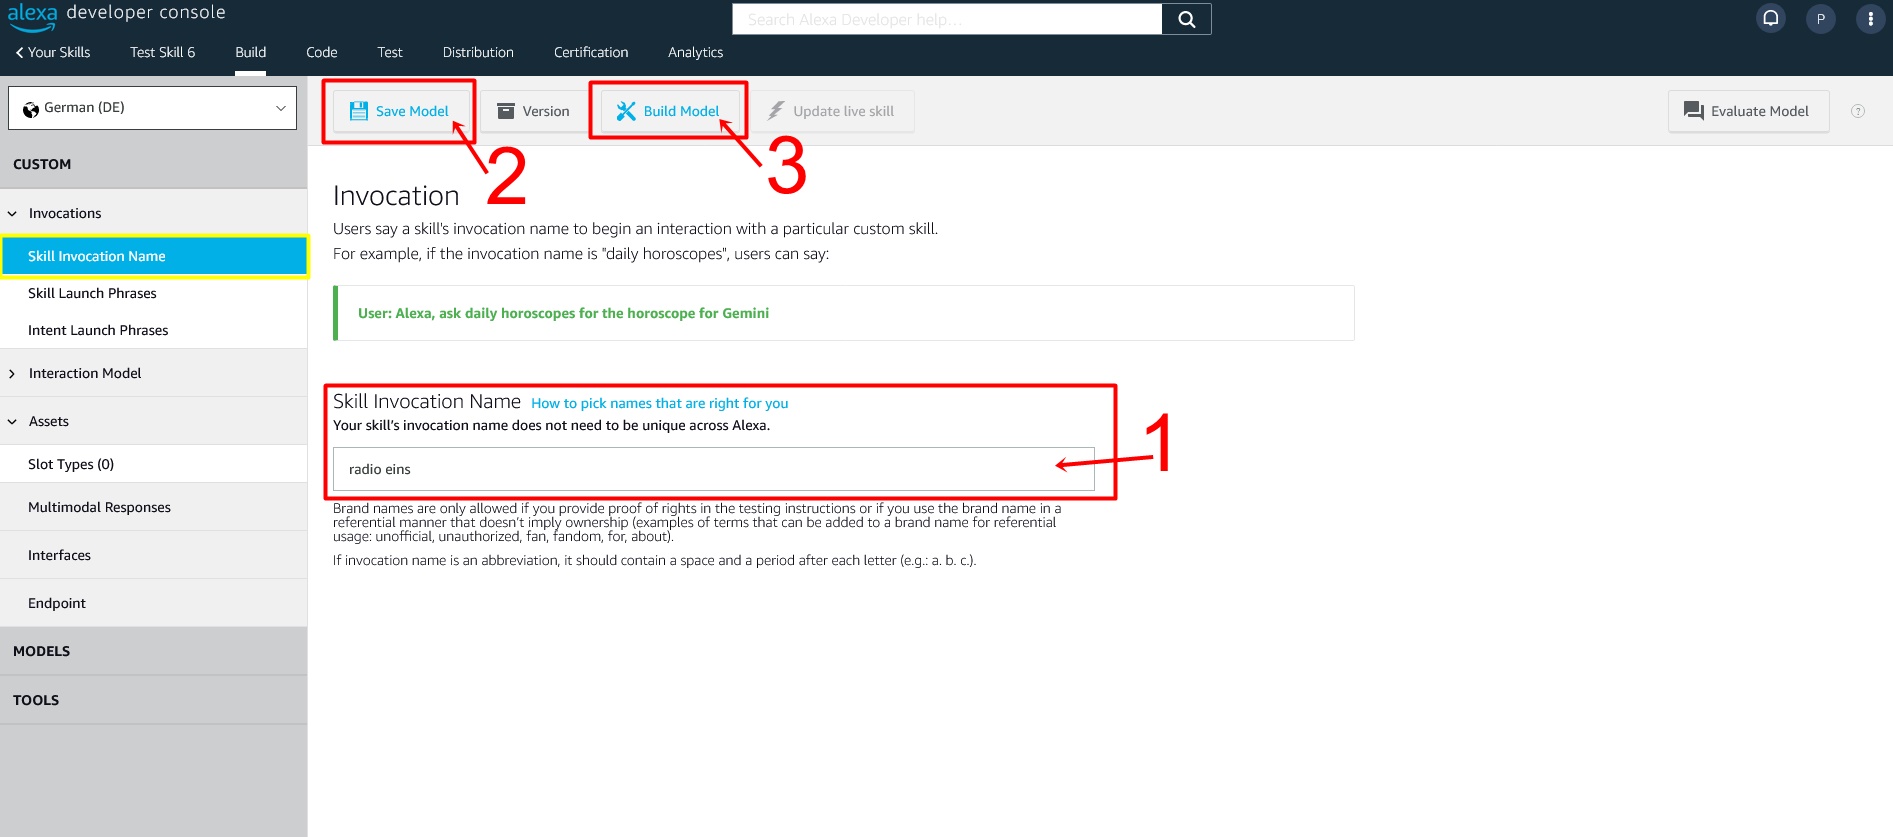 alexa developer console
Search Alexa Developer help...
P
Your Skills
Test Skill 6
Build
Code
Test
Distribution
Certification
Analytics
German (DE)
Save Model
Version
Build Model
Update live skill
Evaluate Model
?
2
3
CUSTOM
Invocations
Skill Invocation Name
Skill Launch Phrases
Intent Launch Phrases
Interaction Model
Assets
Slot Types (0)
Multimodal Responses
Interfaces
Endpoint
MODELS
TOOLS
Invocation
Users say a skill's invocation name to begin an interaction with a particular custom skill.
For example, if the invocation name is "daily horoscopes", users can say:
User: Alexa, ask daily horoscopes for the horoscope for Gemini
Skill Invocation Name How to pick names that are right for you
Your skill's invocation name does not need to be unique across Alexa.
1
radio eins
Brand names are only allowed if you provide proof of rights in the testing instructions or if you use the brand name in a
referential manner that doesn't imply ownership (examples of terms that can be added to a brand name for referential
usage: unofficial, unauthorized, fan, fandom, for, about).
If invocation name is an abbreviation, it should contain a space and a period after each letter (e.g.: a. b. c.).